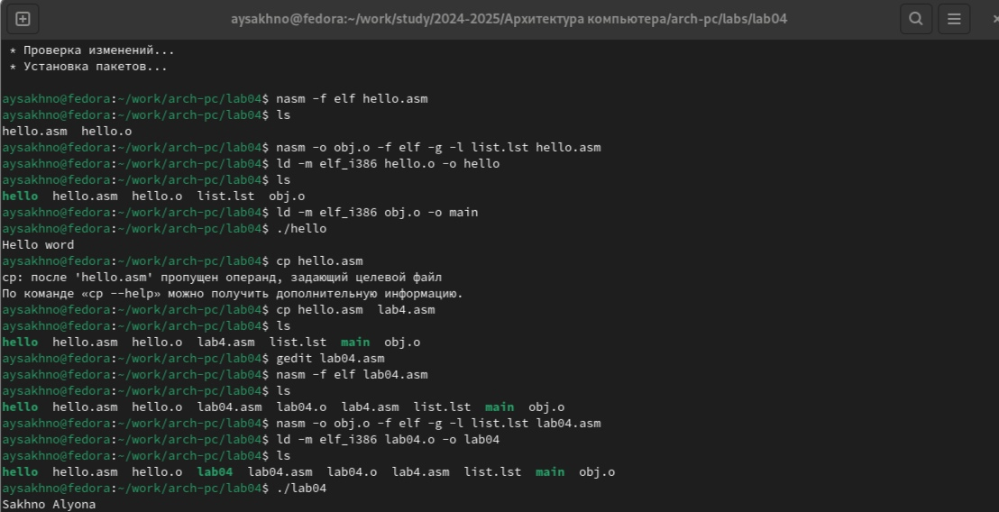 aysakhno@fedora:~/work/study/2024-2025/Архитектура компьютера/arch-pc/labs/lab04
* Проверка изменений...
* Установка пакетов...
aysakhno@fedora:~/work/arch-pc/lab04$ nasm -f elf hello.asm
aysakhno@fedora:~/work/arch-pc/lab04$ ls
hello.asm  hello.o
aysakhno@fedora:~/work/arch-pc/lab04$ nasm -o obj.o -f elf -g -l list.lst hello.asm
aysakhno@fedora:~/work/arch-pc/lab04$ ld -m elf_i386 hello.o -o hello
aysakhno@fedora:~/work/arch-pc/lab04$ ls
hello  hello.asm  hello.o  list.lst  obj.o
aysakhno@fedora:~/work/arch-pc/lab04$ ld -m elf_i386 obj.o -o main
aysakhno@fedora:~/work/arch-pc/lab04$ ./hello
Hello word
aysakhno@fedora:~/work/arch-pc/lab04$ cp hello.asm
cp: после 'hello.asm' пропущен операнд, задающий целевой файл
По команде «cp --help» можно получить дополнительную информацию.
aysakhno@fedora:~/work/arch-pc/lab04$ cp hello.asm  lab4.asm
aysakhno@fedora:~/work/arch-pc/lab04$ ls
hello  hello.asm  hello.o  lab4.asm  list.lst  main  obj.o
aysakhno@fedora:~/work/arch-pc/lab04$ gedit lab04.asm
aysakhno@fedora:~/work/arch-pc/lab04$ nasm -f elf lab04.asm
aysakhno@fedora:~/work/arch-pc/lab04$ ls
hello  hello.asm  hello.o  lab04.asm  lab04.o  lab4.asm  list.lst  main  obj.o
aysakhno@fedora:~/work/arch-pc/lab04$ nasm -o obj.o -f elf -g -l list.lst lab04.asm
aysakhno@fedora:~/work/arch-pc/lab04$ ld -m elf_i386 lab04.o -o lab04
aysakhno@fedora:~/work/arch-pc/lab04$ ls
hello  hello.asm  hello.o  lab04  lab04.asm  lab04.o  lab4.asm  list.lst  main  obj.o
aysakhno@fedora:~/work/arch-pc/lab04$ ./lab04
Sakhno Alyona